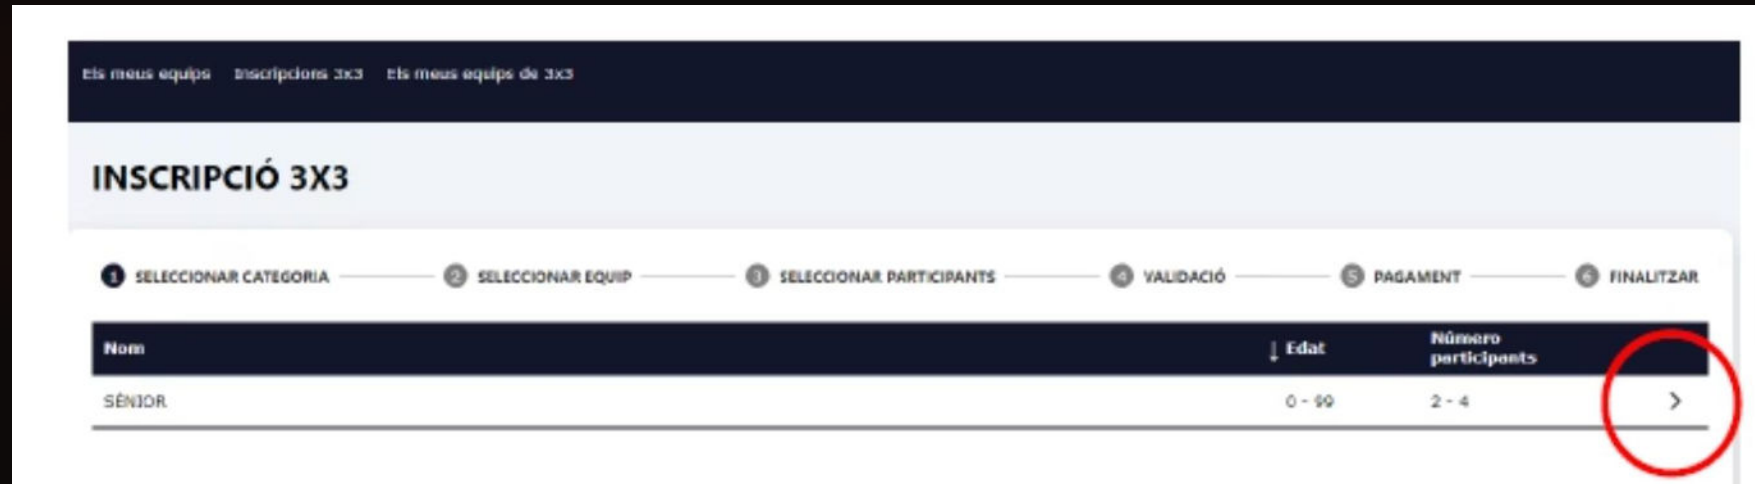 Els meus equips Inscripcions 3x3 Els meus equips de 3x3
INSCRIPCIÓ 3X3
1 SELECCIONAR CATEGORIA 2 SELECCIONAR EQUIP 3 SELECCIONAR PARTICIPANTS 4 VALIDACIÓ 5 PAGAMENT 6 FINALITZAR
Nom ↓ Edat Número participants
SÈNIOR 0 - 99 2 - 4 >